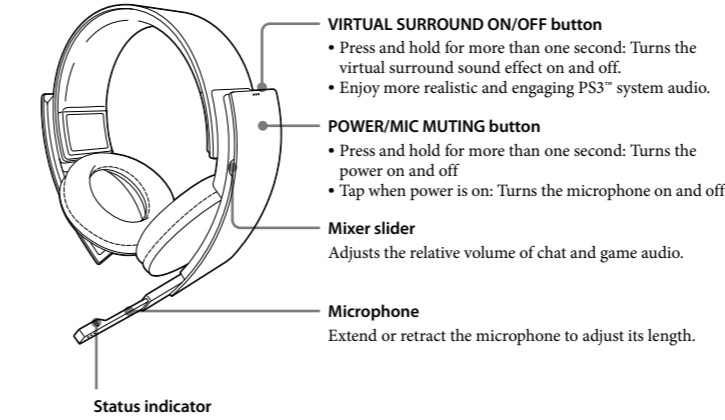 VIRTUAL SURROUND ON/OFF button
• Press and hold for more than one second: Turns the
virtual surround sound effect on and off.
• Enjoy more realistic and engaging PS3™ system audio.
POWER/MIC MUTING button
• Press and hold for more than one second: Turns the
power on and off
• Tap when power is on: Turns the microphone on and off
Mixer slider
Adjusts the relative volume of chat and game audio.
Microphone
Extend or retract the microphone to adjust its length.
Status indicator